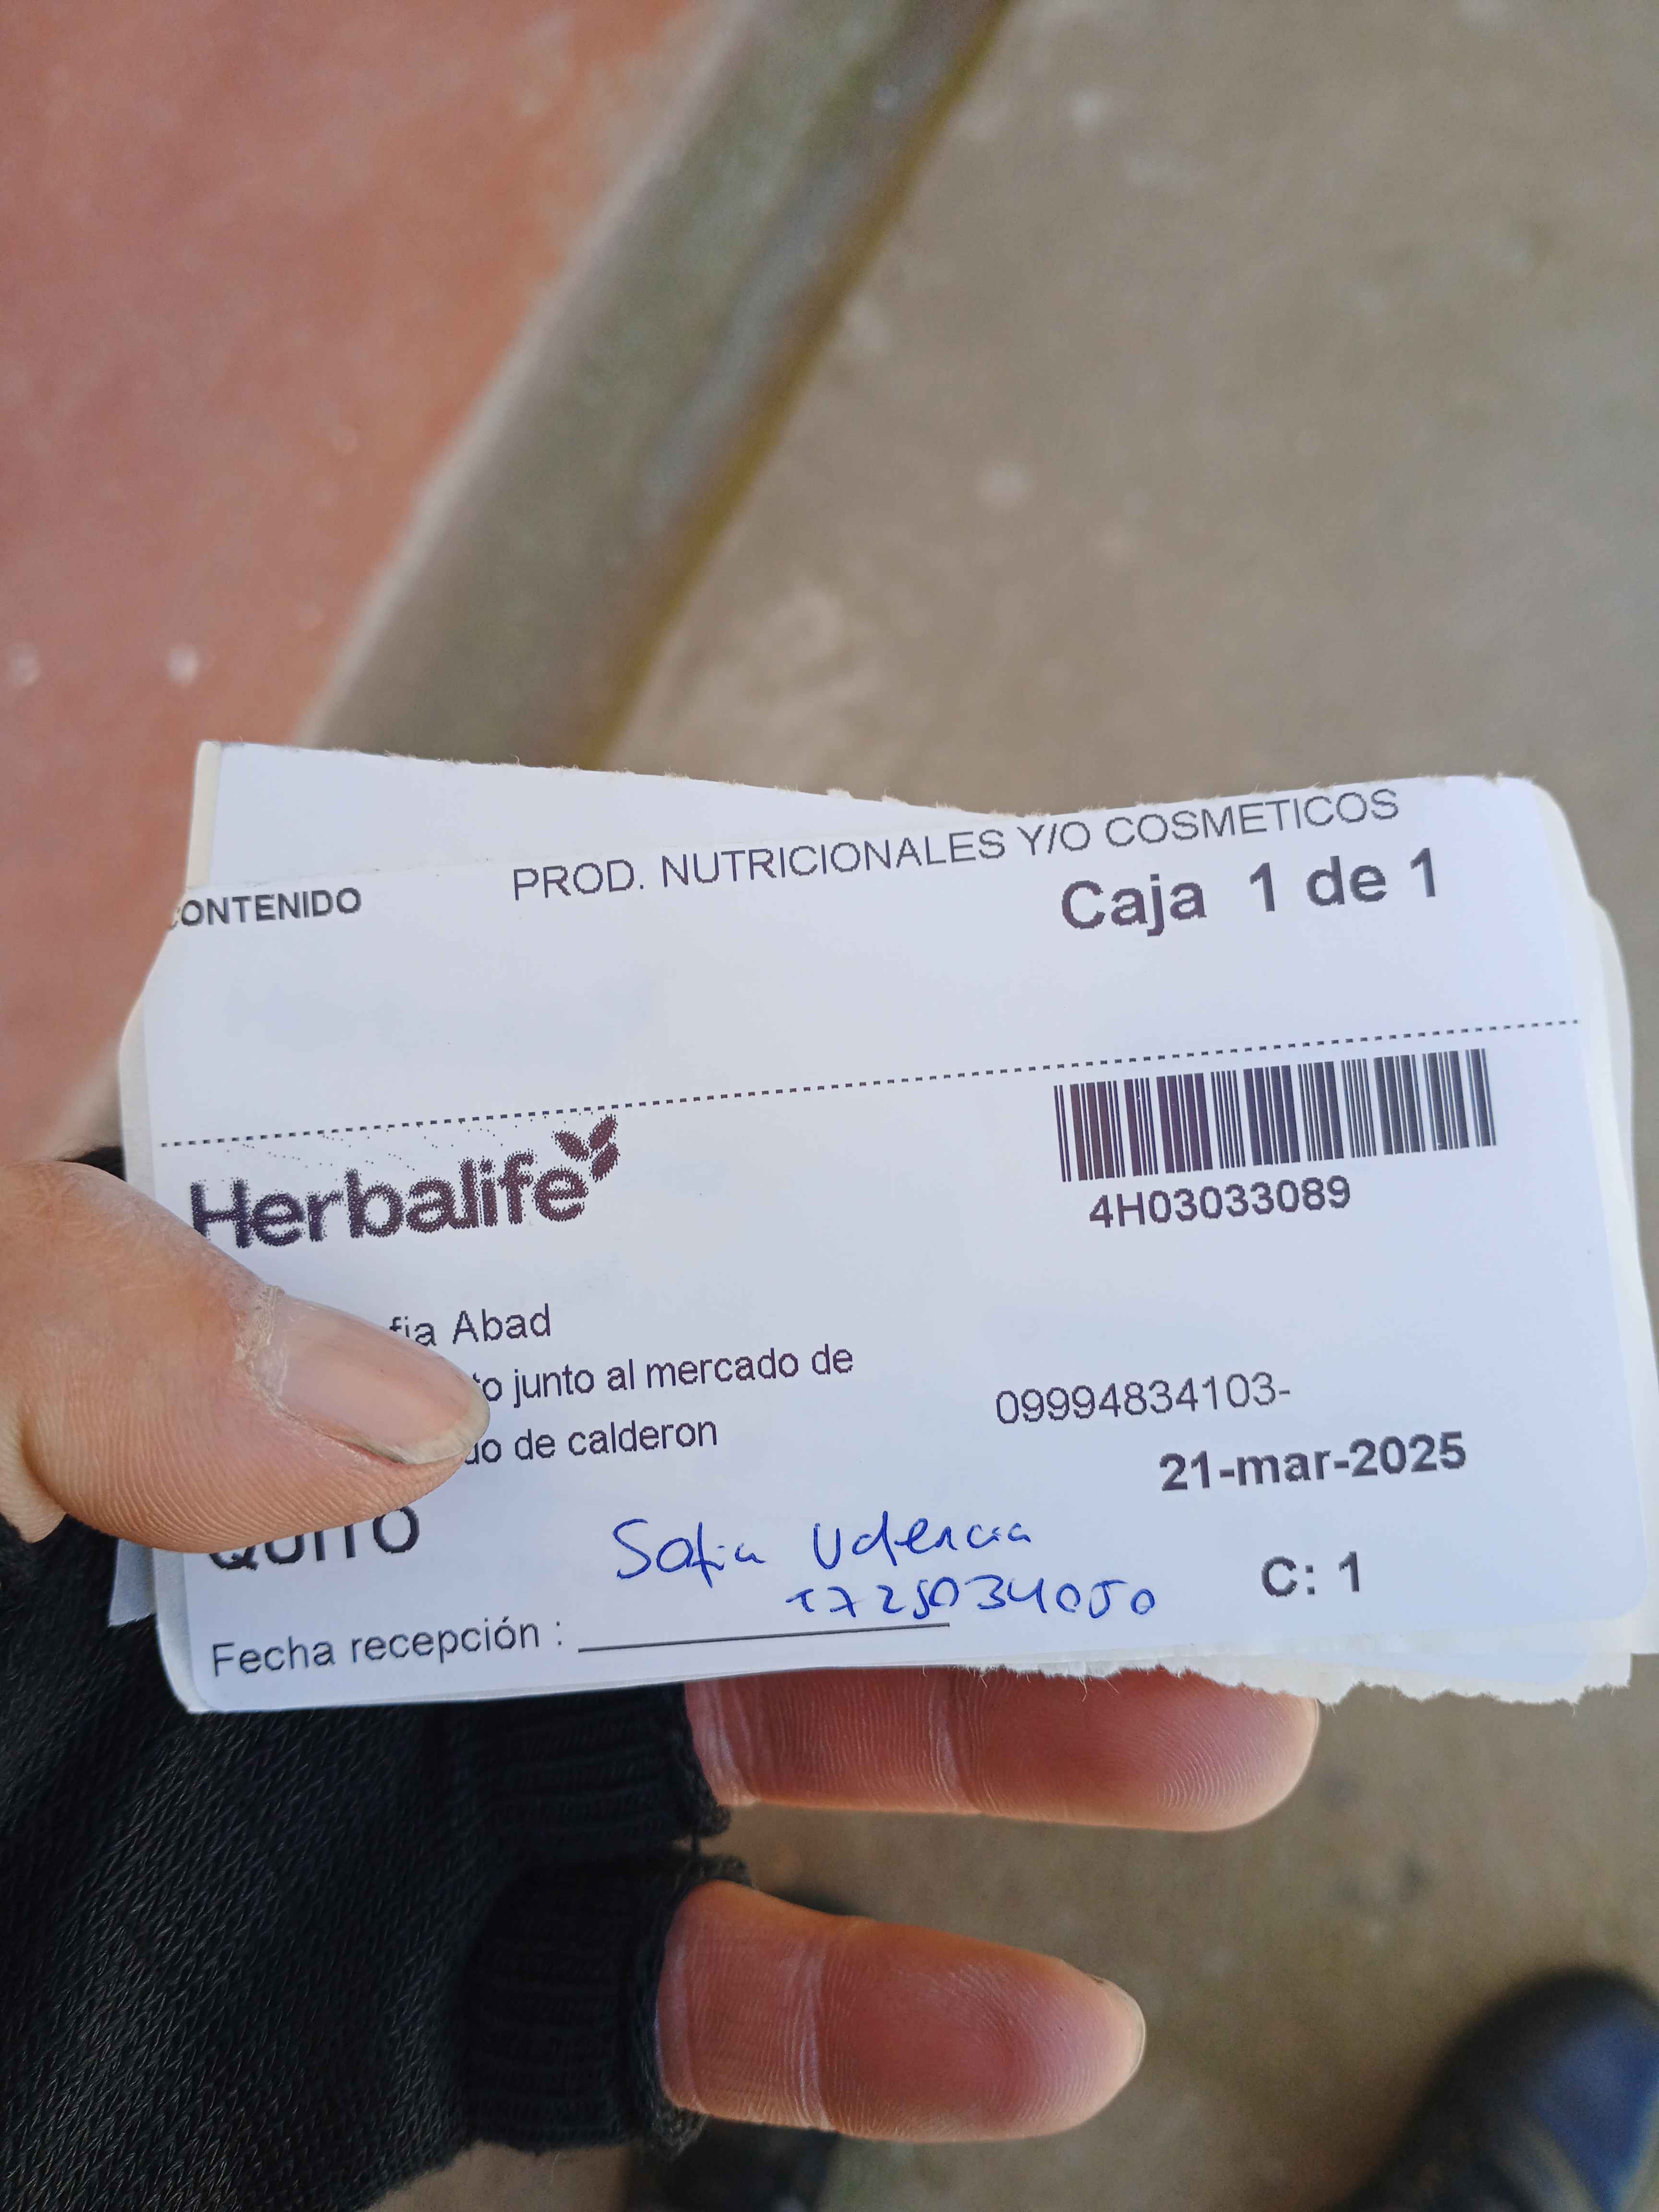 CONTENIDO PROD. NUTRICIONALES Y/O COSMETICOS
Caja 1 de 1
Herbalife
4H03033089
fia Abad
to junto al mercado de
09994834103-
do de calderon
21-mar-2025
QUITO
Sofia
1725034050
C: 1
Fecha recepción :